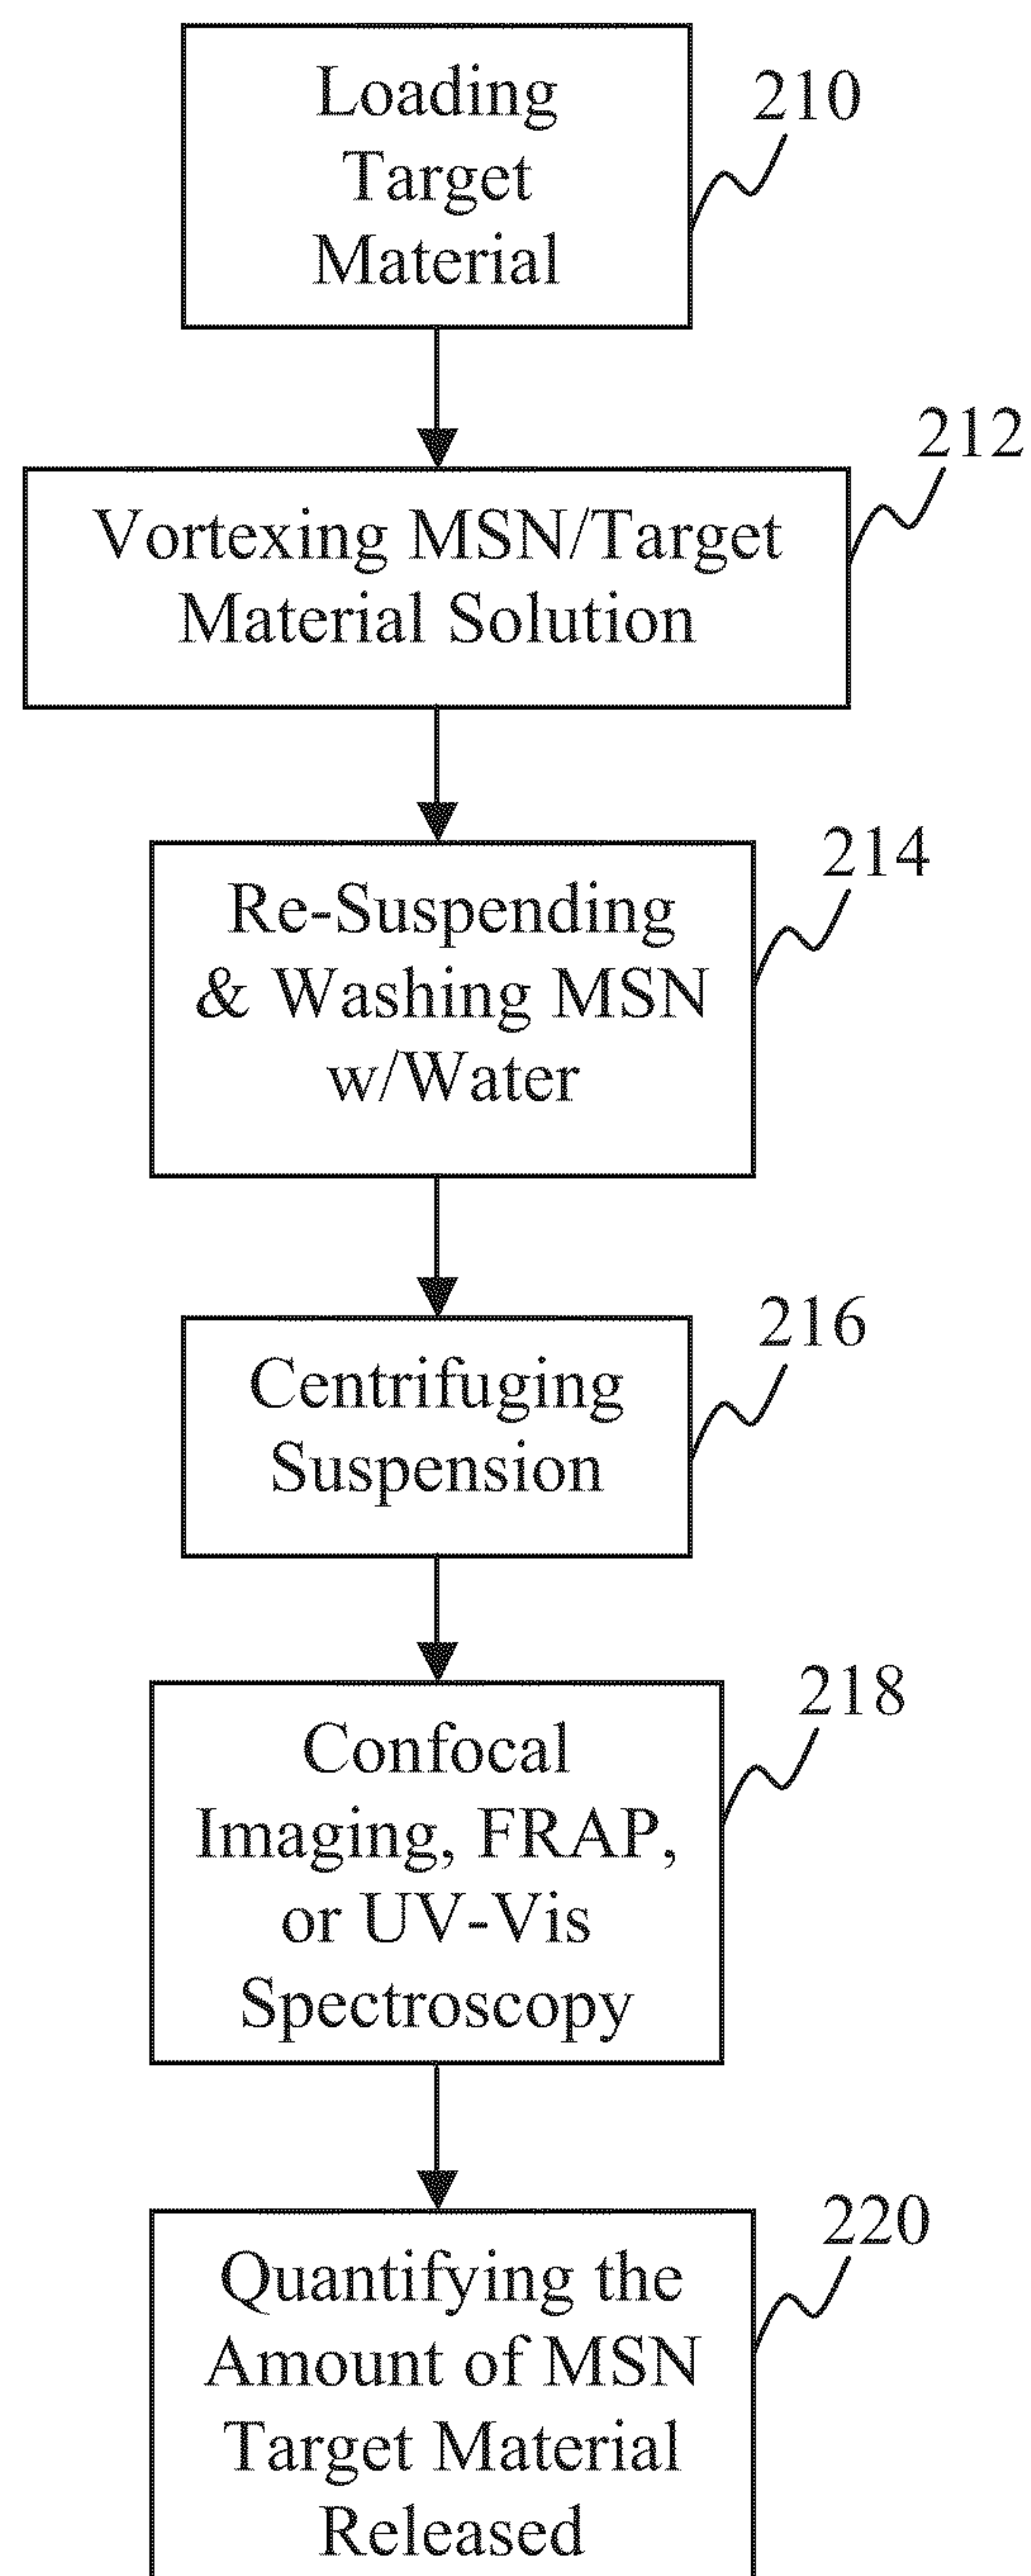 Loading
Target
Material
210
212
Vortexing MSN/Target
Material Solution
214
Re-Suspending
& Washing MSN
w/Water
216
Centrifuging
Suspension
218
Confocal
Imaging, FRAP,
or UV-Vis
Spectroscopy
220
Quantifying the
Amount of MSN
Target Material
Released